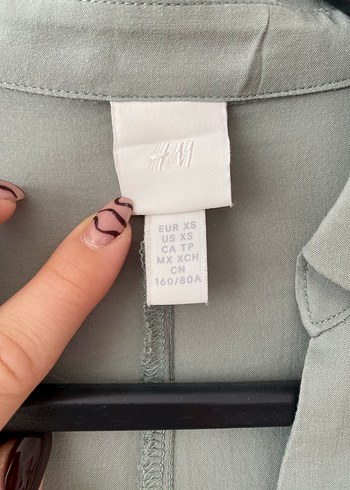 H&M
EUR XS
US XS
CA TP
MX XCH
CN
160/80A